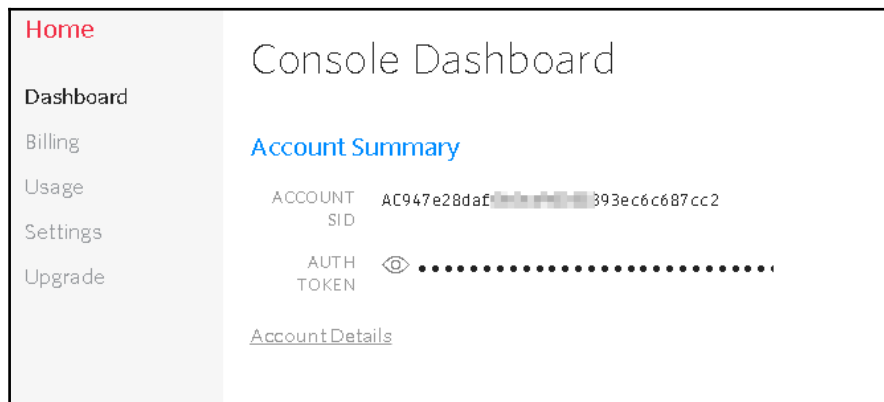 Home
Dashboard
Billing
Usage
Settings
Upgrade
Console Dashboard
Account Summary
ACCOUNT SID
AUTH TOKEN
Account Details